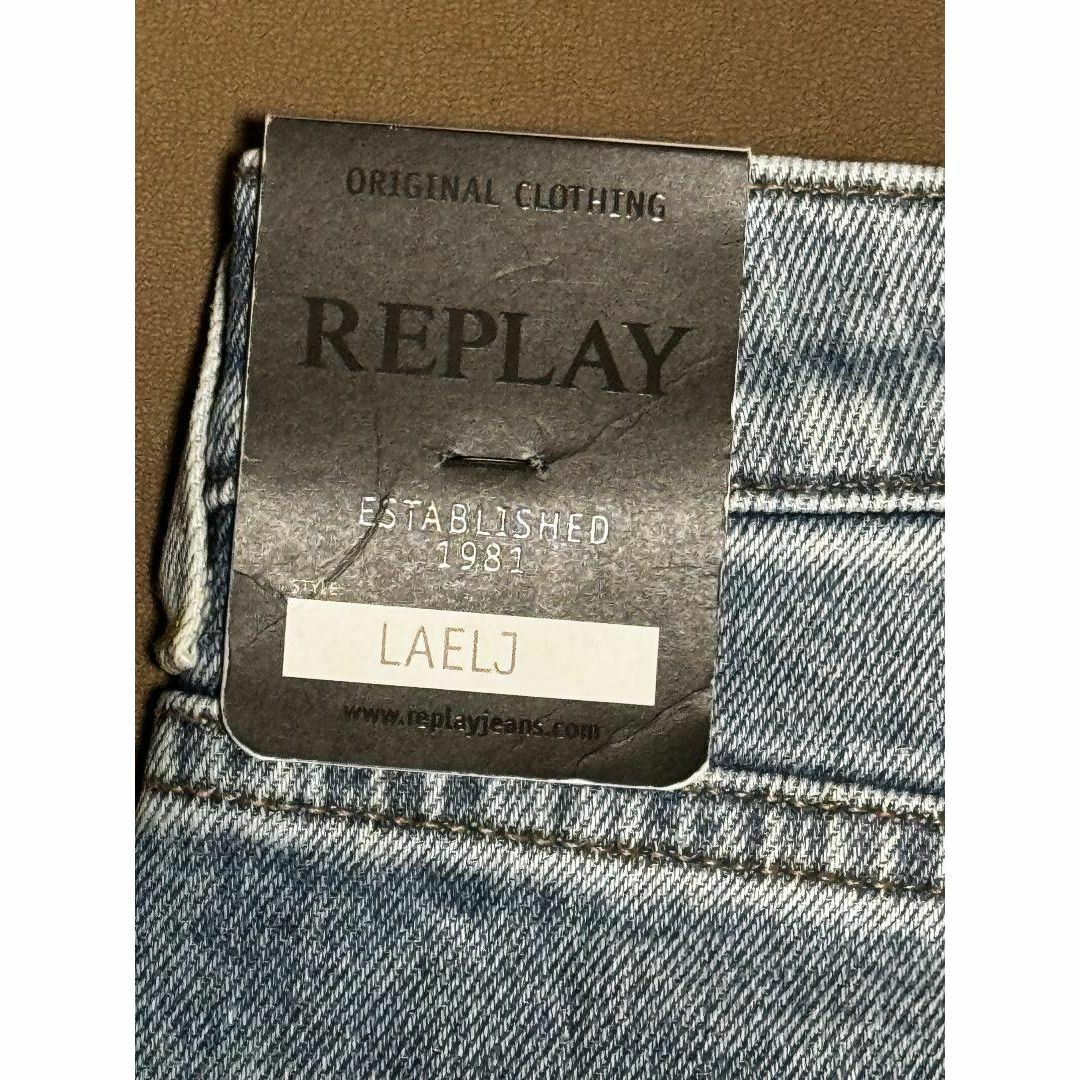 ORIGINAL CLOTHING
REPLAY
ESTABLISHED
1981
STYLE
LAELJ
www.replayjeans.com